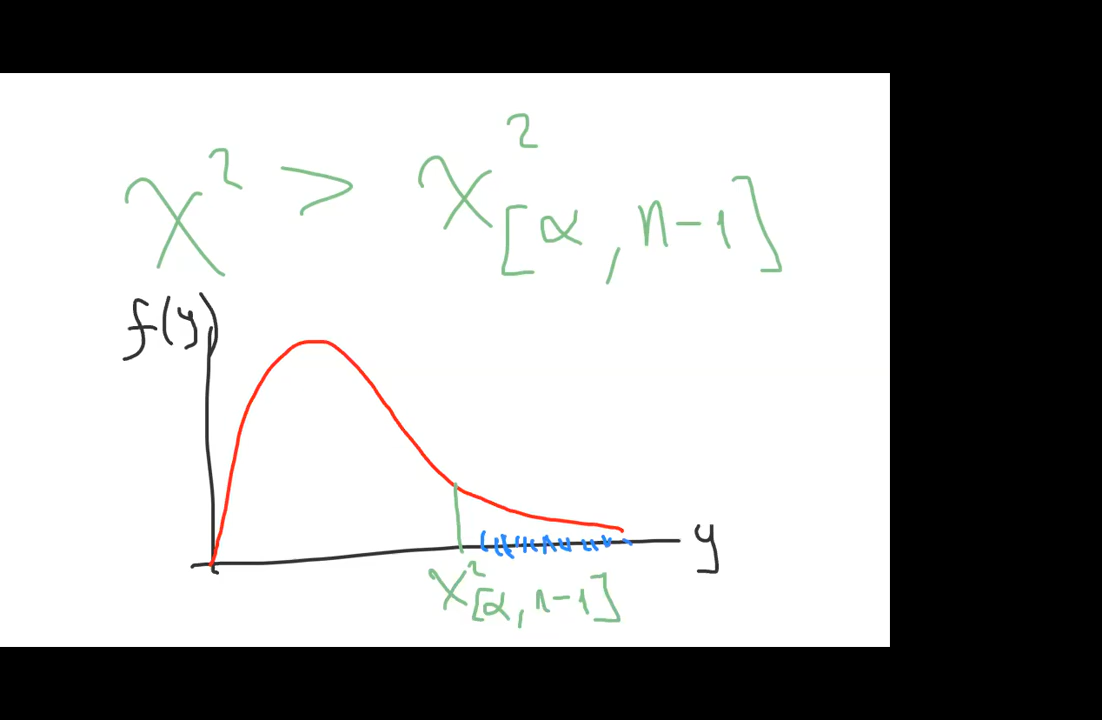 χ² > χ²[α, n-1]
f(y)
y
χ²[α, n-1]